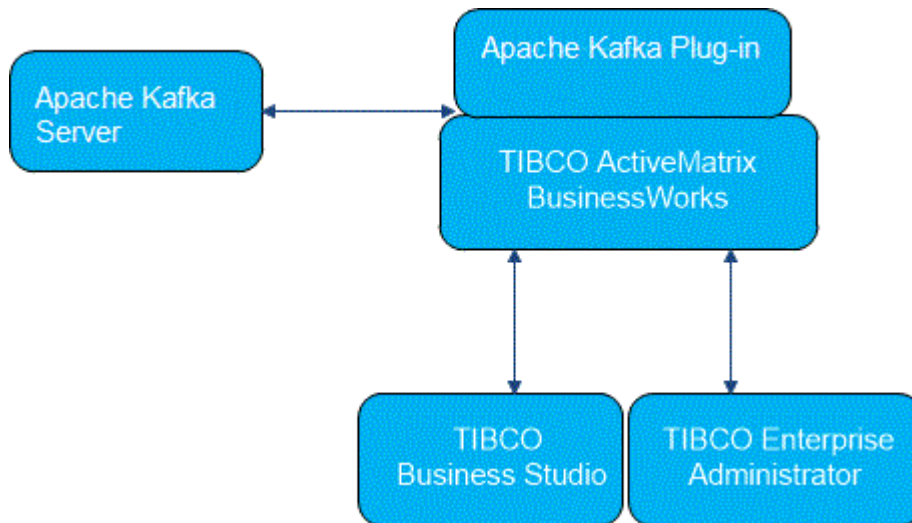 Apache Kafka Plug-in
Apache Kafka
Server
TIBCO ActiveMatrix
BusinessWorks
TIBCO
Business Studio
TIBCO Enterprise
Administrator